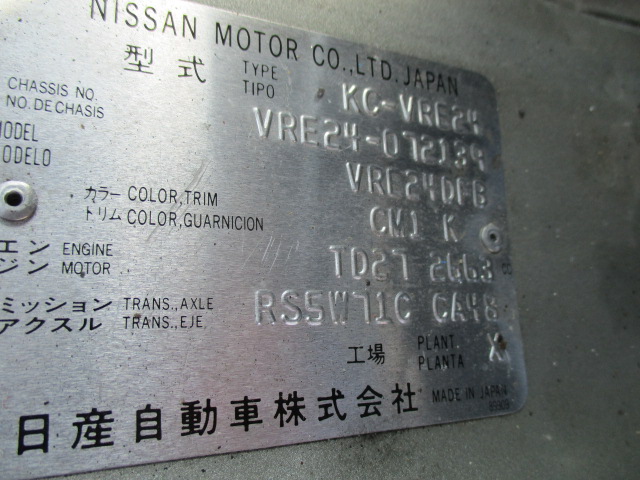 NISSAN MOTOR CO.,LTD.JAPAN
型式 TYPE TIPO KC-VRE24
CHASSIS NO. NO. DE CHASIS VRE24-072134
MODEL MODELO VRE24DFB
カラー COLOR,TRIM
トリム COLOR,GUARNICION CM1 K
エンジン ENGINE MOTOR TD27 2663 cc
ミッション TRANS.,AXLE
アクスル TRANS.,EJE RS5W71C CA48
工場 PLANT. PLANTA X
日産自動車株式会社 MADE IN JAPAN